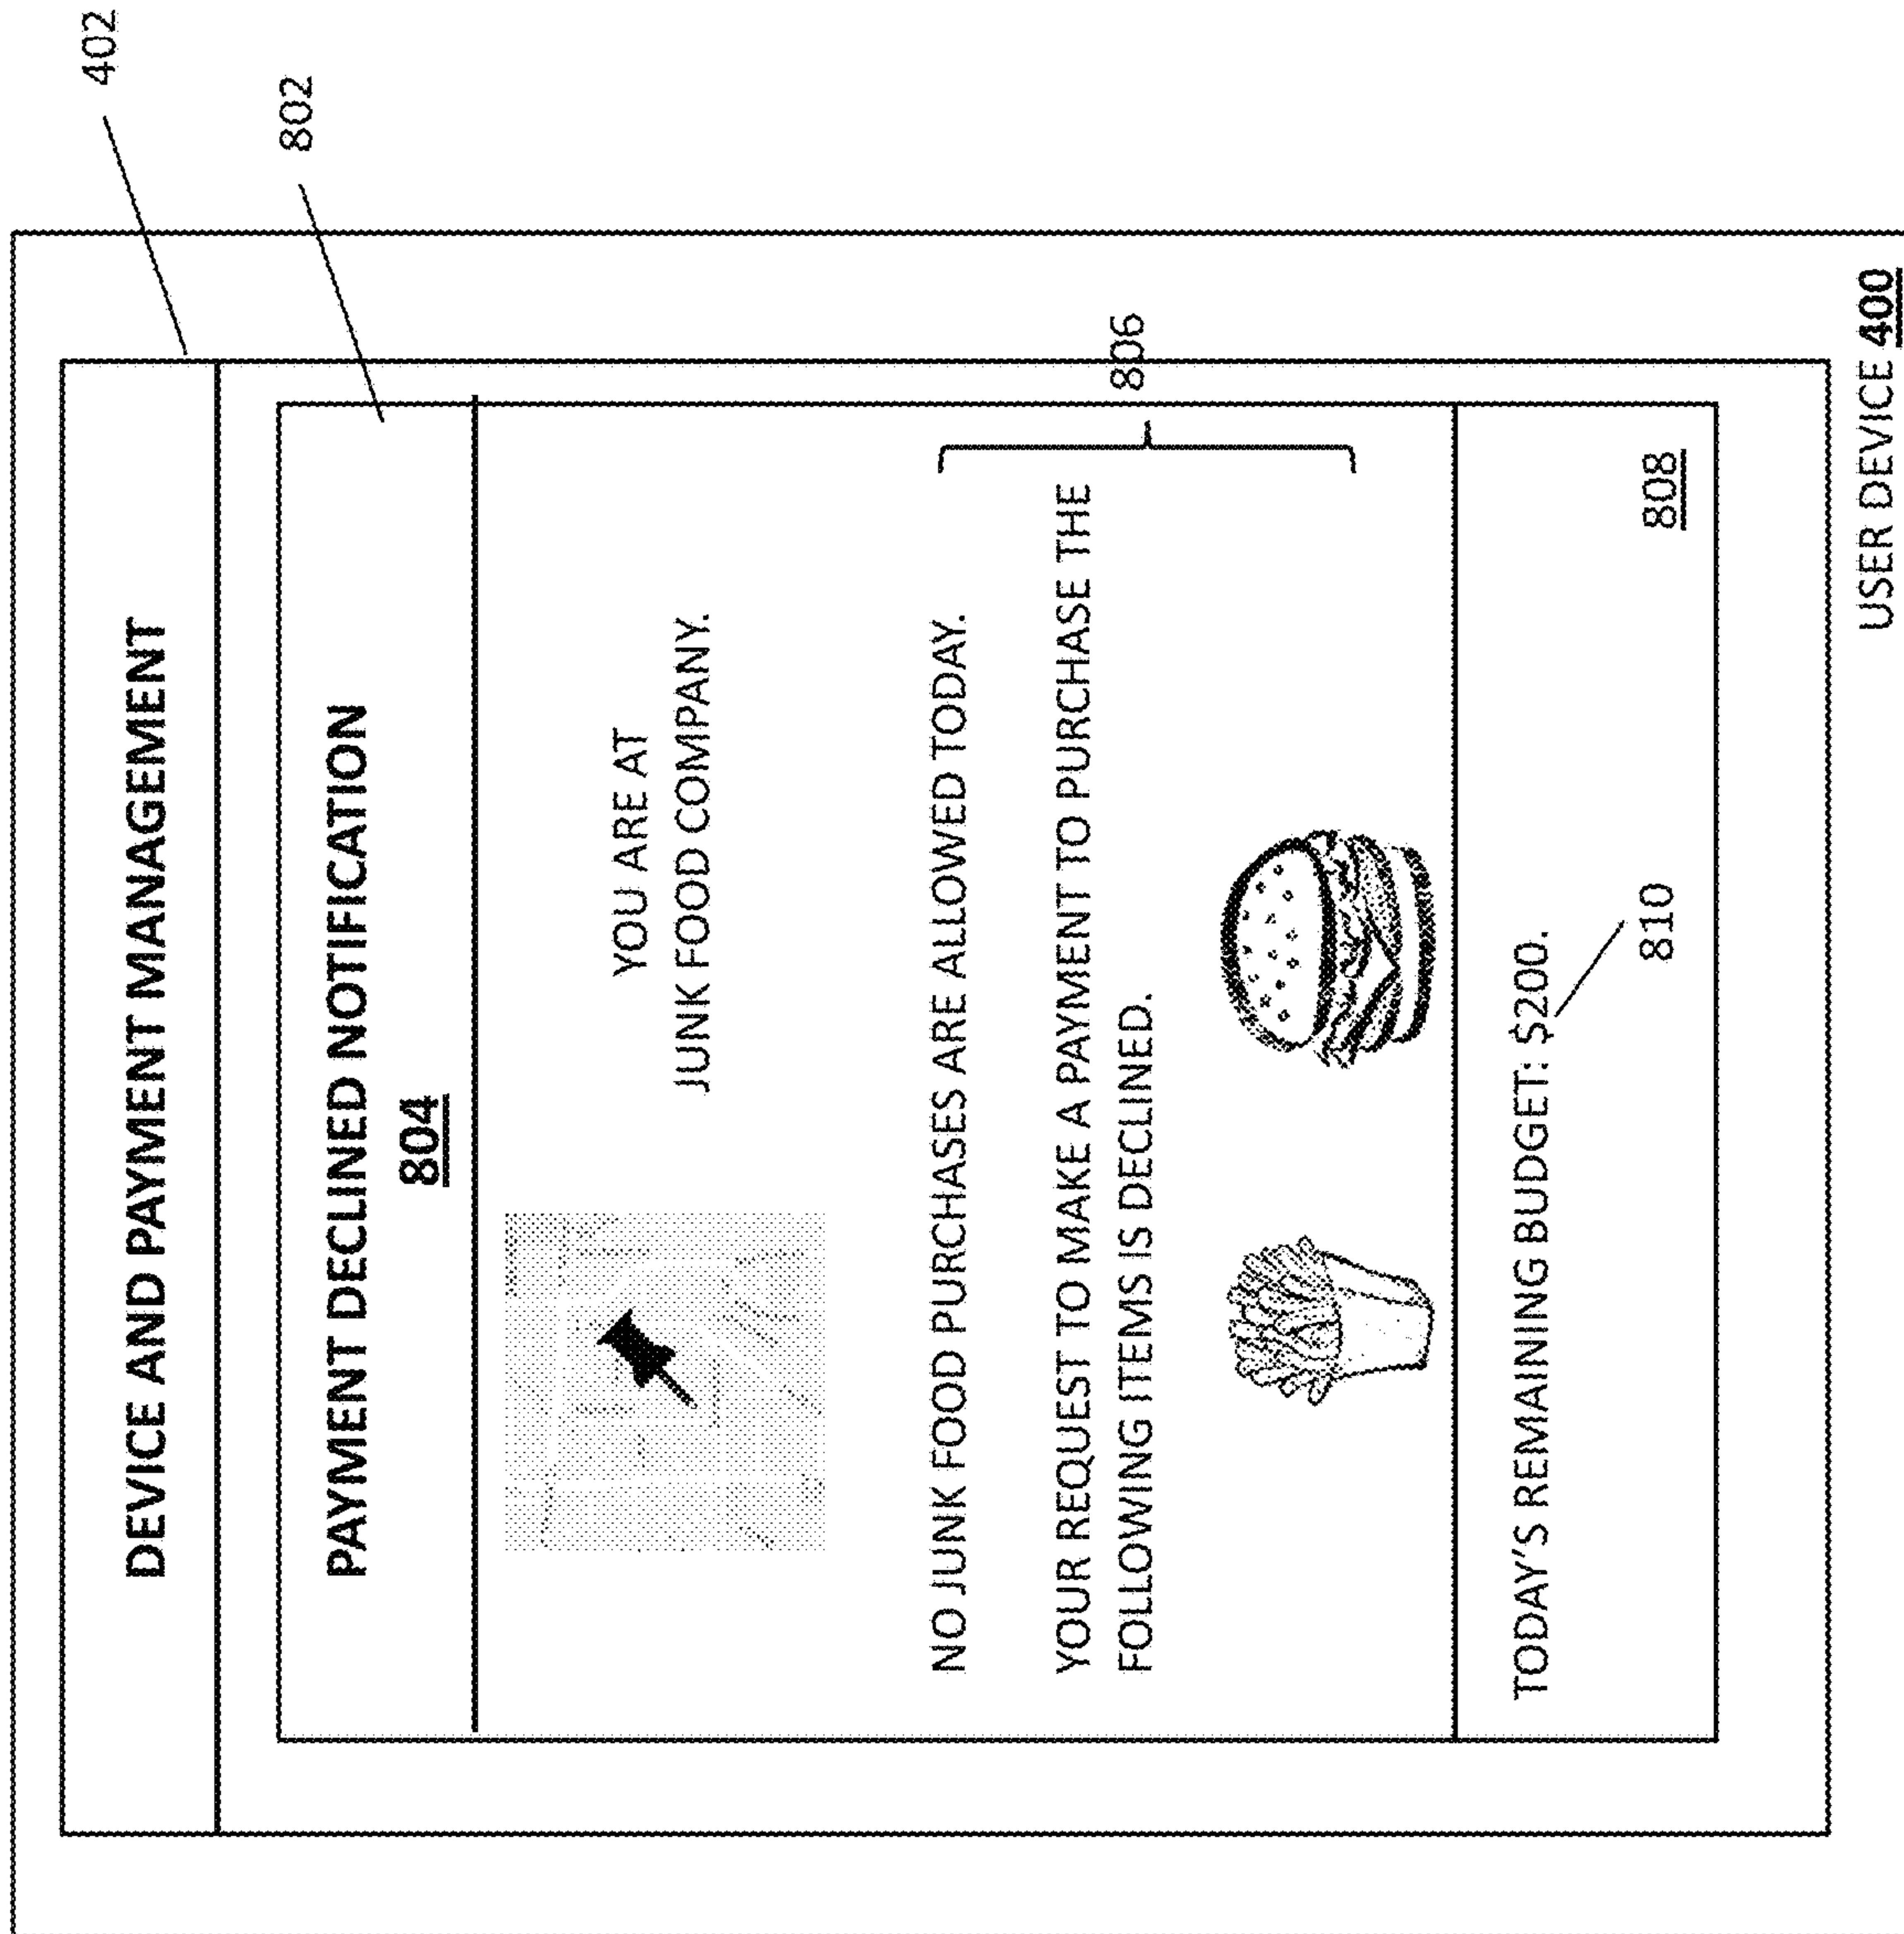 402
802
DEVICE AND PAYMENT MANAGEMENT
PAYMENT DECLINED NOTIFICATION
804
YOU ARE AT
JUNK FOOD COMPANY.
NO JUNK FOOD PURCHASES ARE ALLOWED TODAY.
806
YOUR REQUEST TO MAKE A PAYMENT TO PURCHASE THE
FOLLOWING ITEMS IS DECLINED.
TODAY'S REMAINING BUDGET: $200.
810
808
USER DEVICE 400